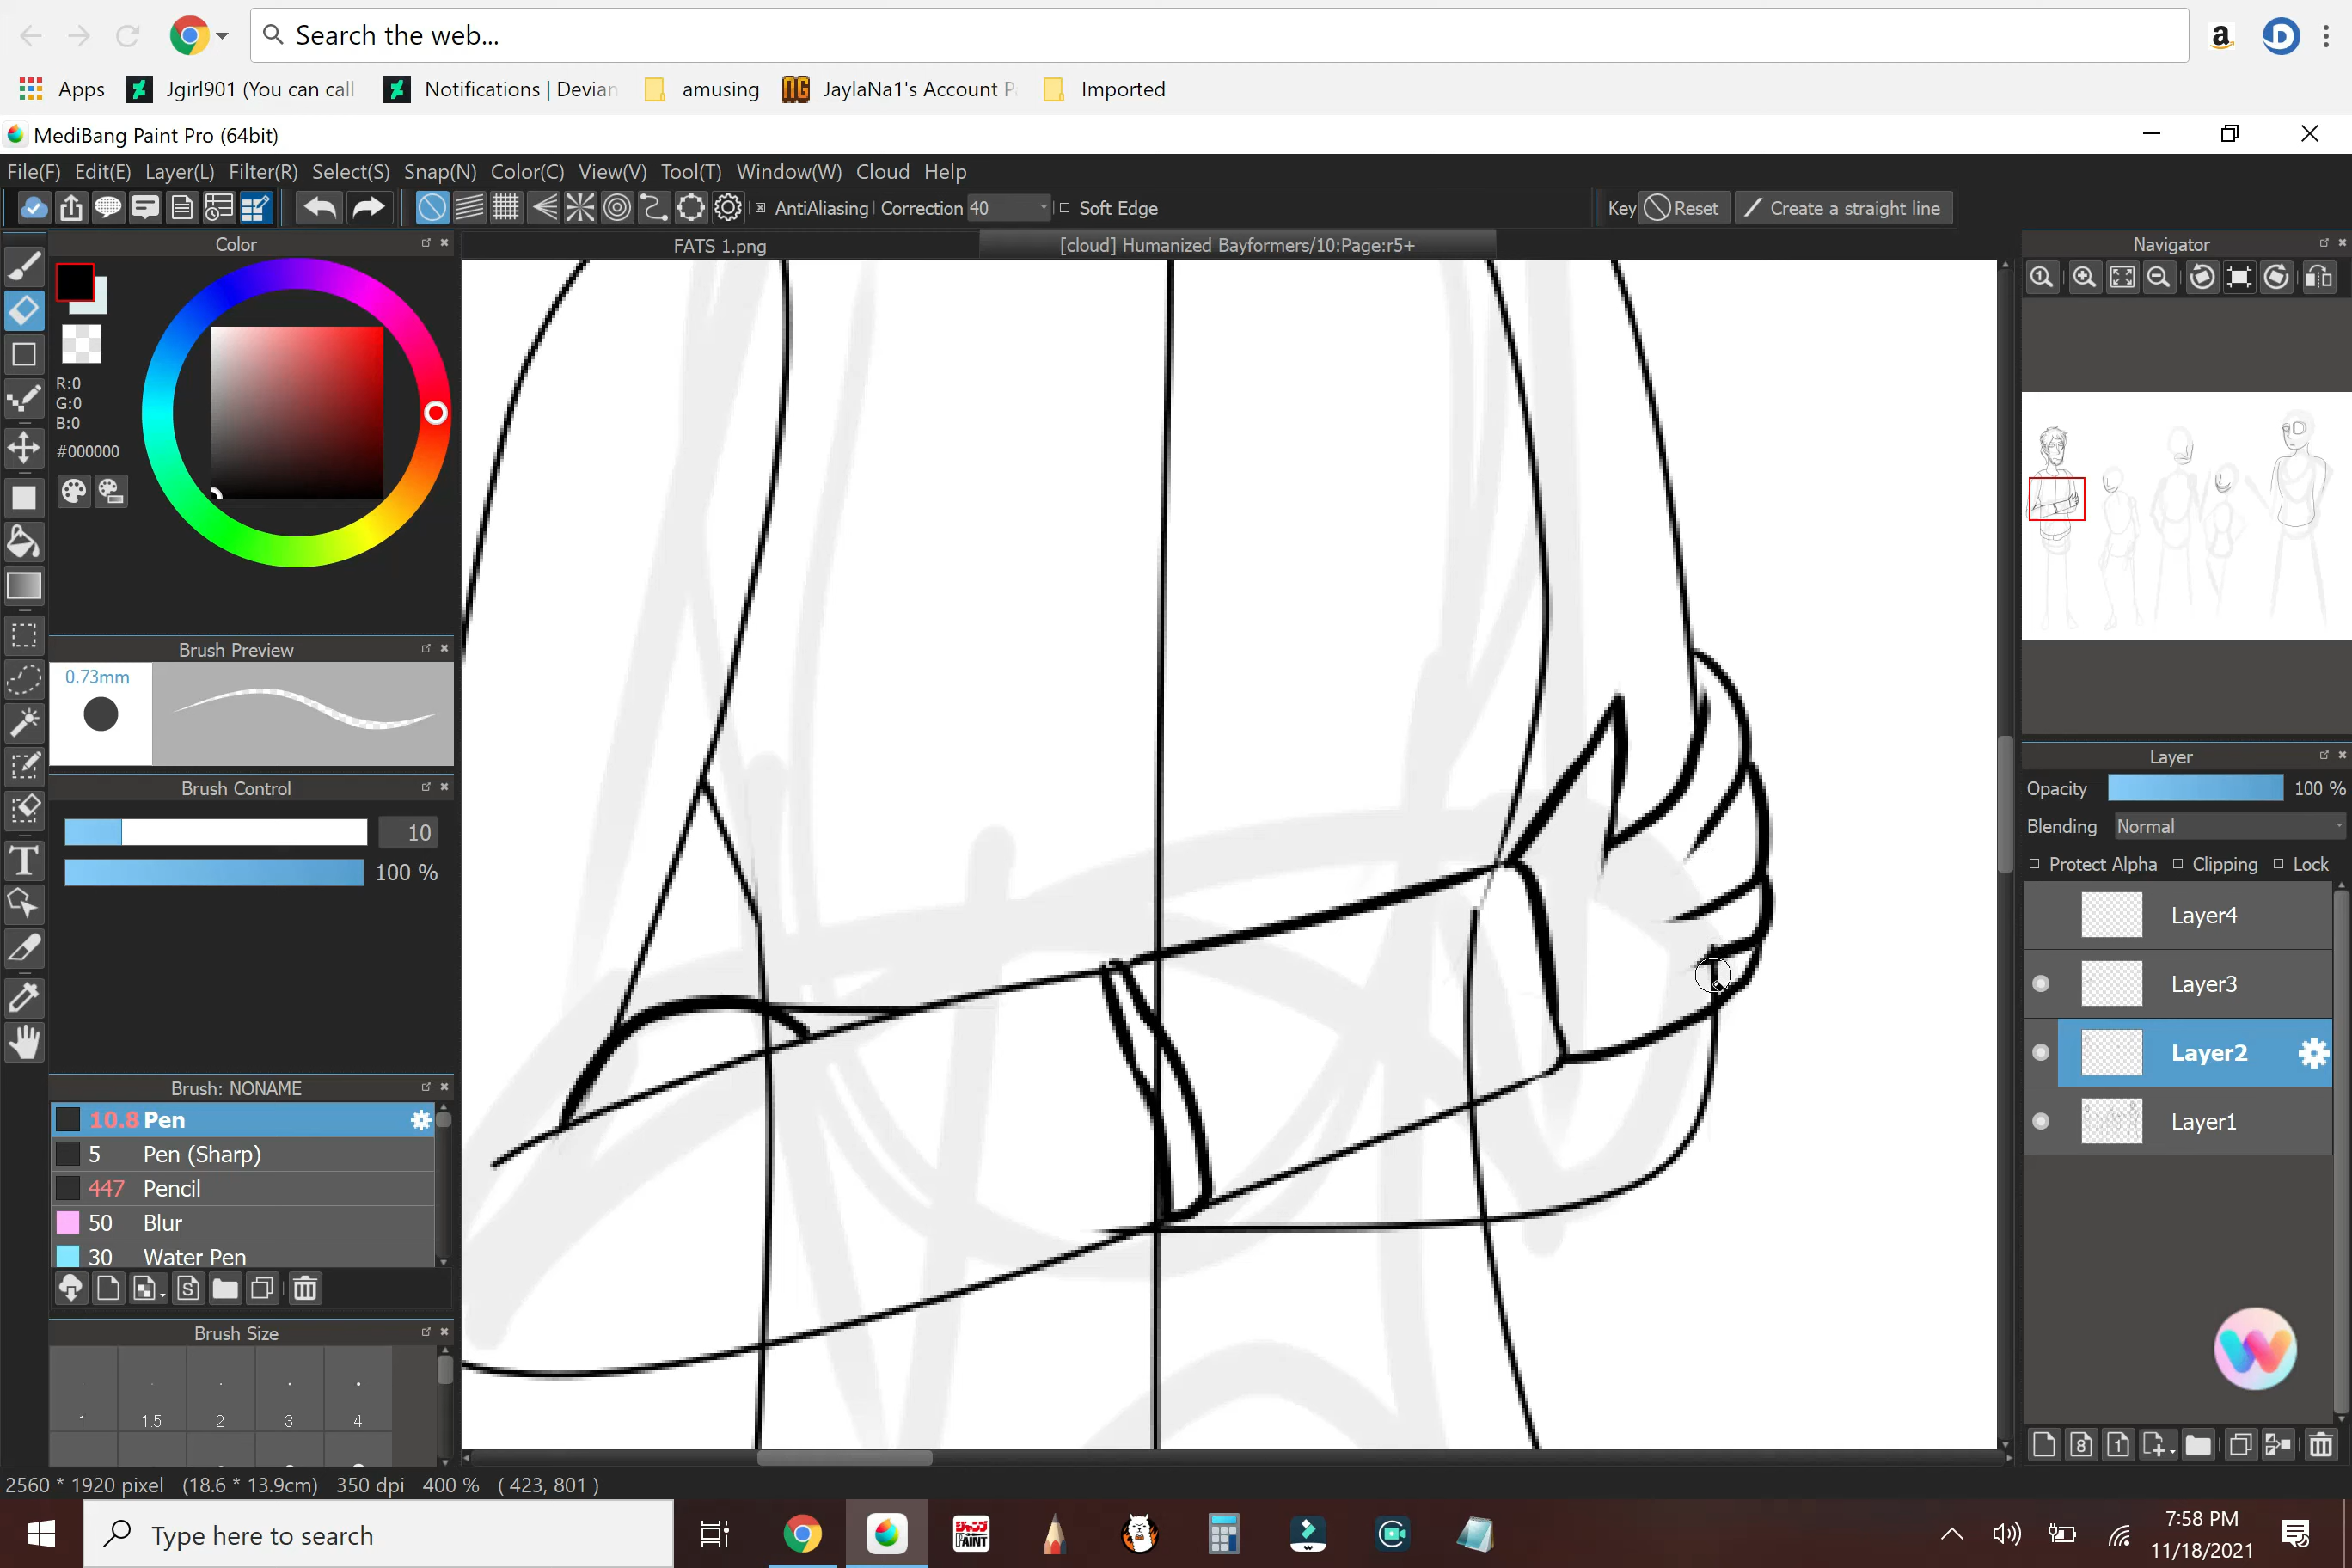 Search the web...
Apps Jgirl901 (You can call Notifications | Devian amusing JaylaNa1's Account P Imported
MediBang Paint Pro (64bit)
File(F) Edit(E) Layer(L) Filter(R) Select(S) Snap(N) Color(C) View(V) Tool(T) Window(W) Cloud Help
AntiAliasing Correction 40 Soft Edge Key Reset Create a straight line
Color FATS 1.png [cloud] Humanized Bayformers/10:Page:r5+ Navigator
R:0
G:0
B:0
#000000
Brush Preview
0.73mm
Brush Control
10
100 %
Brush: NONAME
10.8 Pen
5 Pen (Sharp)
447 Pencil
50 Blur
30 Water Pen
Brush Size
1 1.5 2 3 4
Layer
Opacity 100 %
Blending Normal
Protect Alpha Clipping Lock
Layer4
Layer3
Layer2
Layer1
2560 * 1920 pixel (18.6 * 13.9cm) 350 dpi 400 % ( 423, 801 )
Type here to search
ジャンプ
PAINT
7:58 PM
11/18/2021